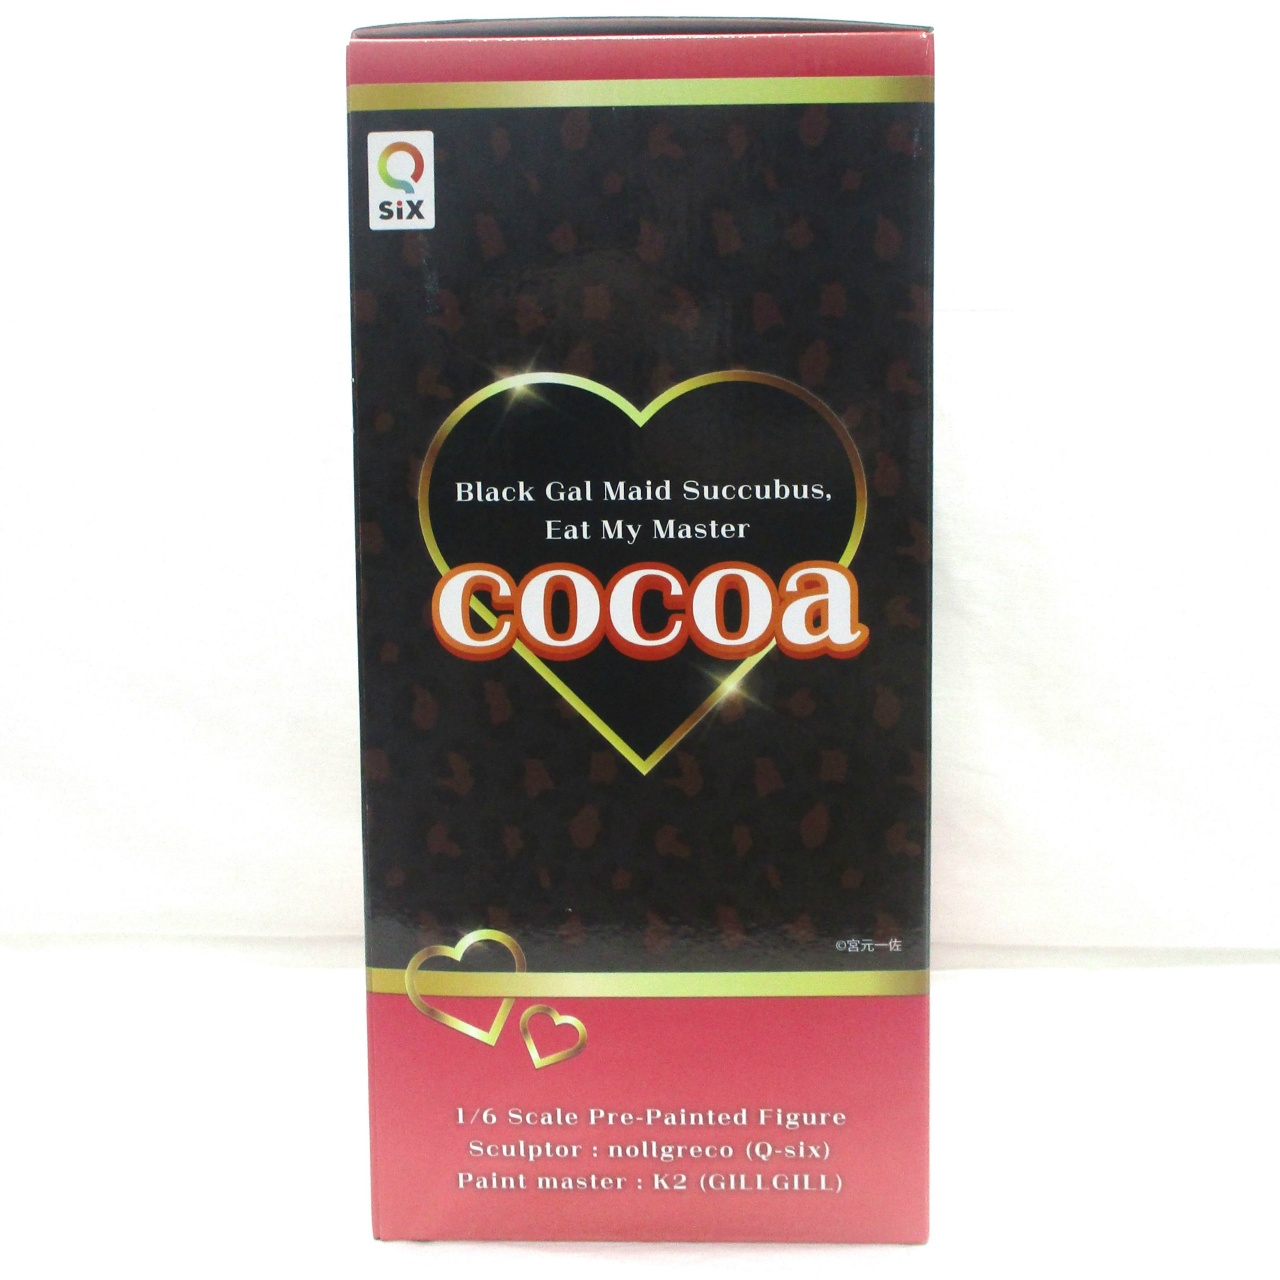 Q
SiX
Black Gal Maid Succubus,
Eat My Master
cocoa
©宮元一佐
1/6 Scale Pre-Painted Figure
Sculptor : nollgreco (Q-six)
Paint master : K2 (GILLGILL)